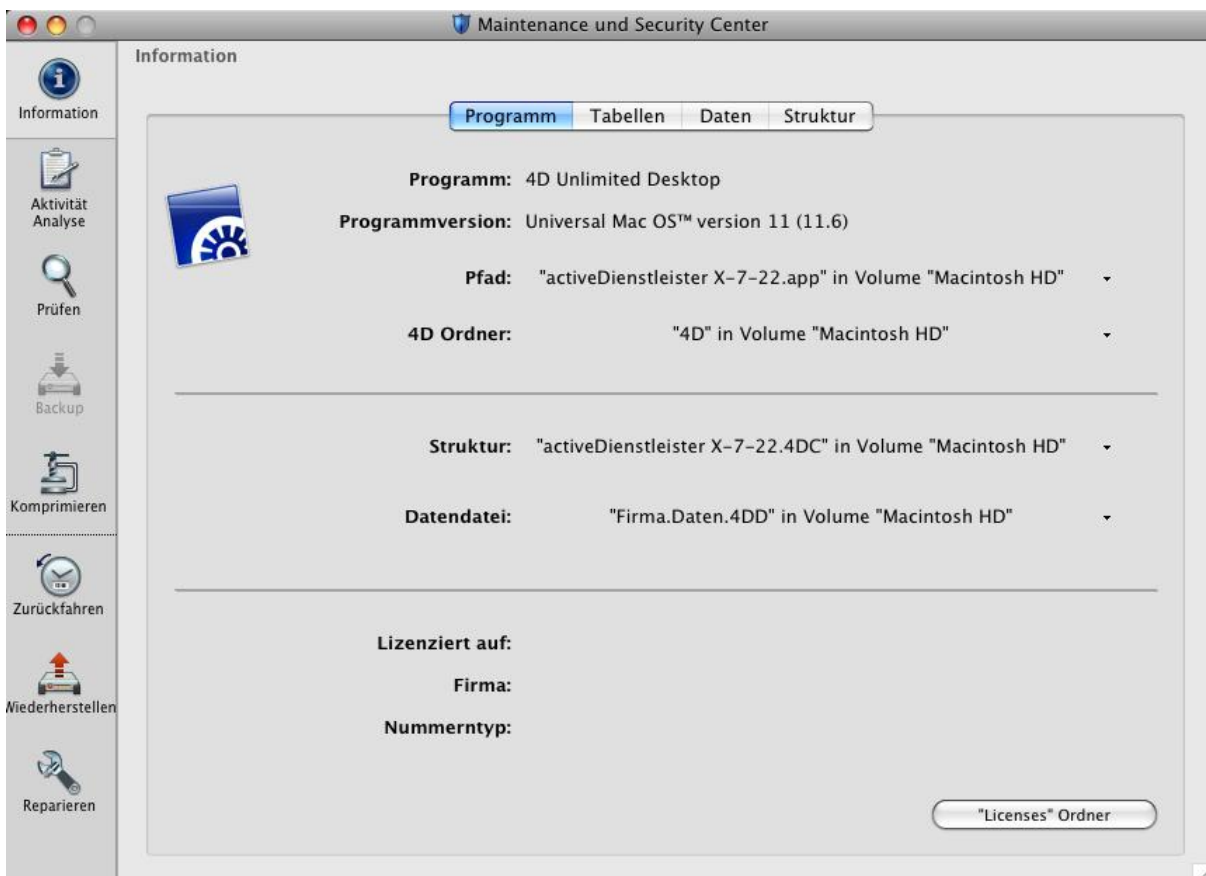 Maintenance und Security Center
Information
Information
Aktivität
Analyse
Prüfen
Backup
Komprimieren
Zurückfahren
Wiederherstellen
Reparieren
Programm Tabellen Daten Struktur
Programm: 4D Unlimited Desktop
Programmversion: Universal Mac OS™ version 11 (11.6)
Pfad: "activeDienstleister X-7-22.app" in Volume "Macintosh HD"
4D Ordner: "4D" in Volume "Macintosh HD"
Struktur: "activeDienstleister X-7-22.4DC" in Volume "Macintosh HD"
Datendatei: "Firma.Daten.4DD" in Volume "Macintosh HD"
Lizenziert auf:
Firma:
Nummerntyp:
"Licenses" Ordner